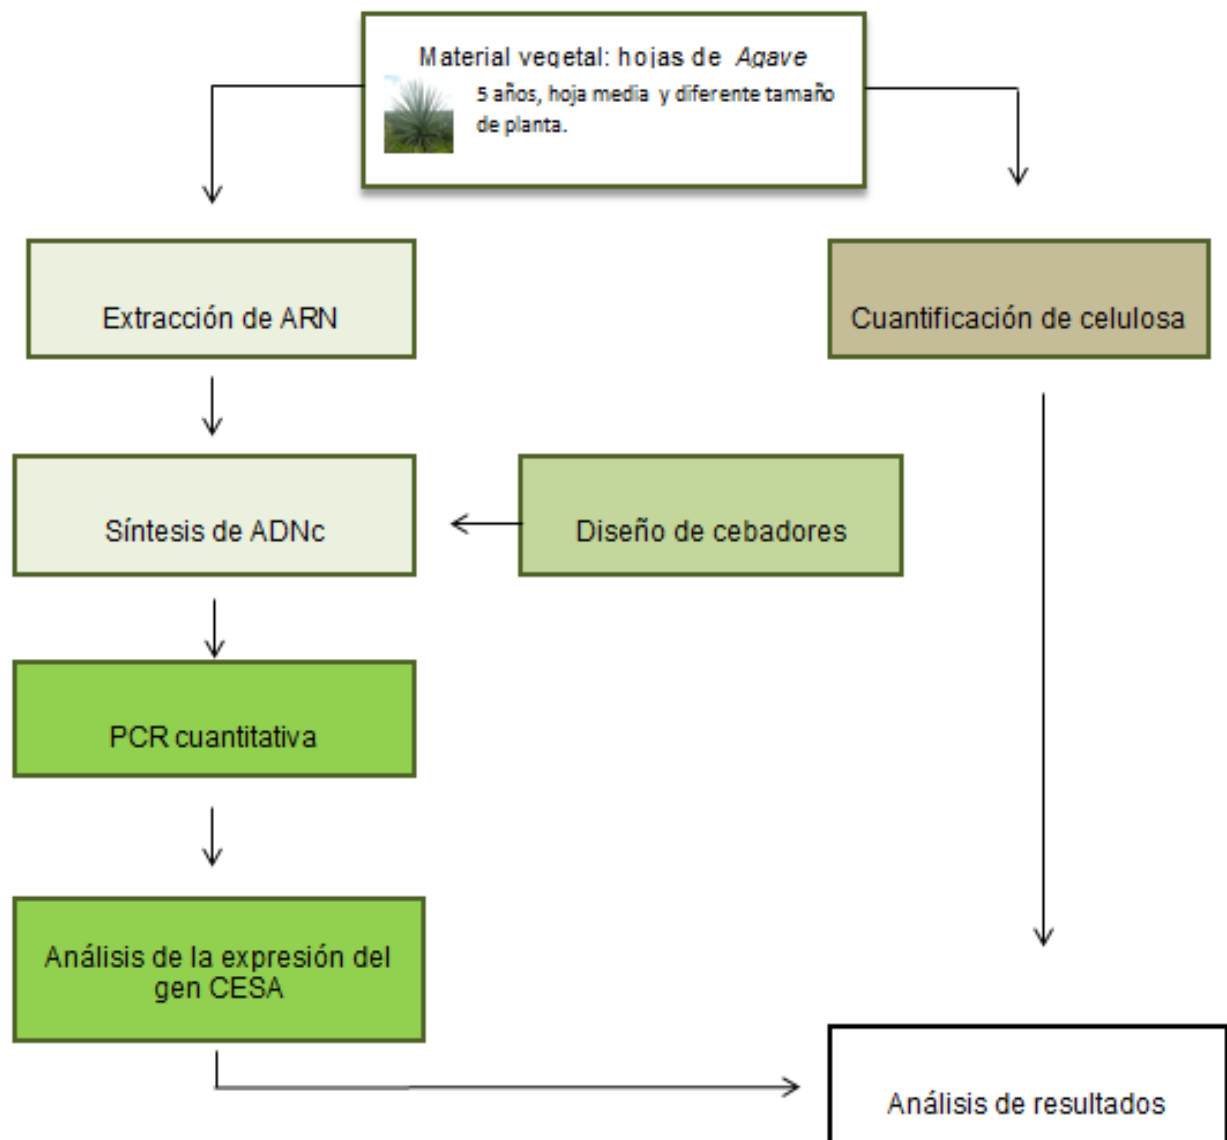 Material vegetal: hojas de Agave
5 años, hoja media y diferente tamaño
de planta.
Extracción de ARN
Cuantificación de celulosa
Síntesis de ADNc
Diseño de cebadores
PCR cuantitativa
Análisis de la expresión del
gen CESA
Análisis de resultados